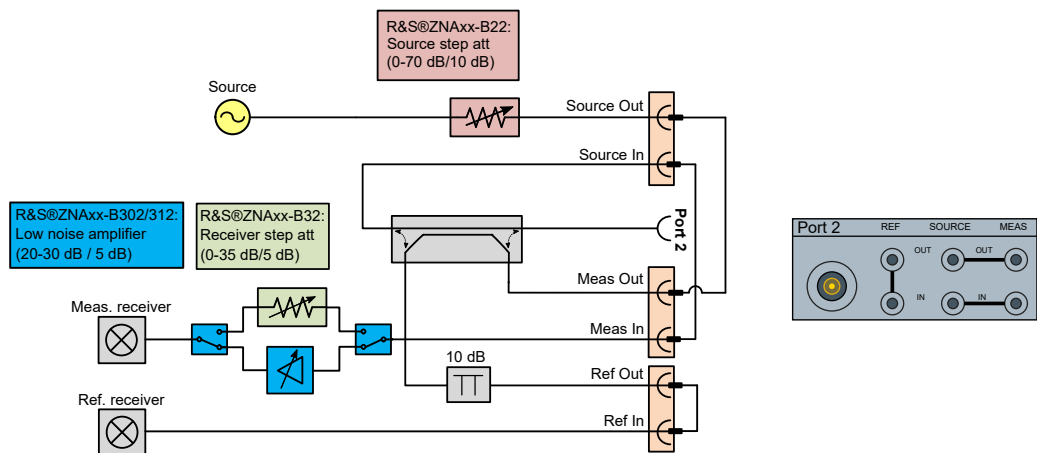 R&S®ZNAxx-B22:
Source step att
(0-70 dB/10 dB)
Source
Source Out
Source In
R&S®ZNAxx-B302/312:
Low noise amplifier
(20-30 dB / 5 dB)
R&S®ZNAxx-B32:
Receiver step att
(0-35 dB/5 dB)
Port 2
Meas Out
Meas. receiver
Meas In
10 dB
Ref Out
Ref. receiver
Ref In
Port 2 REF SOURCE MEAS
OUT OUT
IN IN